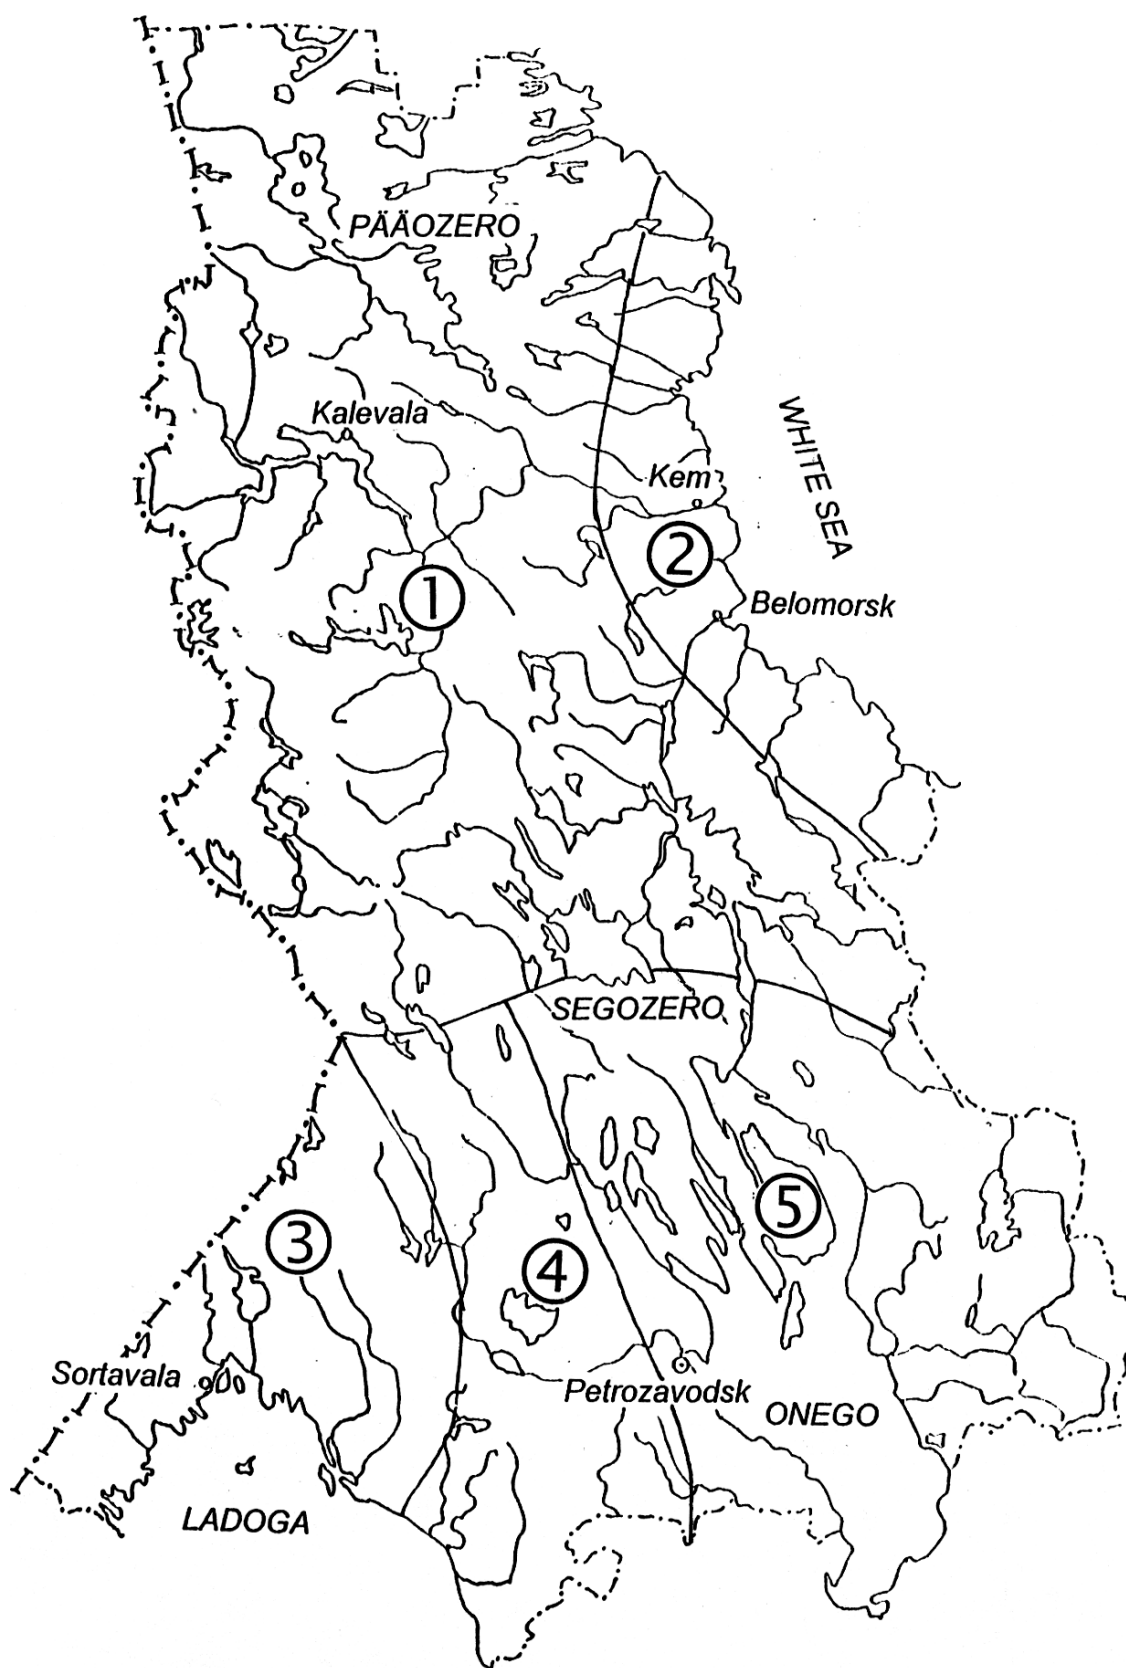 PÄÄOZERO
Kalevala
WHITE SEA
Kem
②
①
Belomorsk
SEGOZERO
⑤
③
④
Sortavala
Petrozavodsk
ONEGO
LADOGA